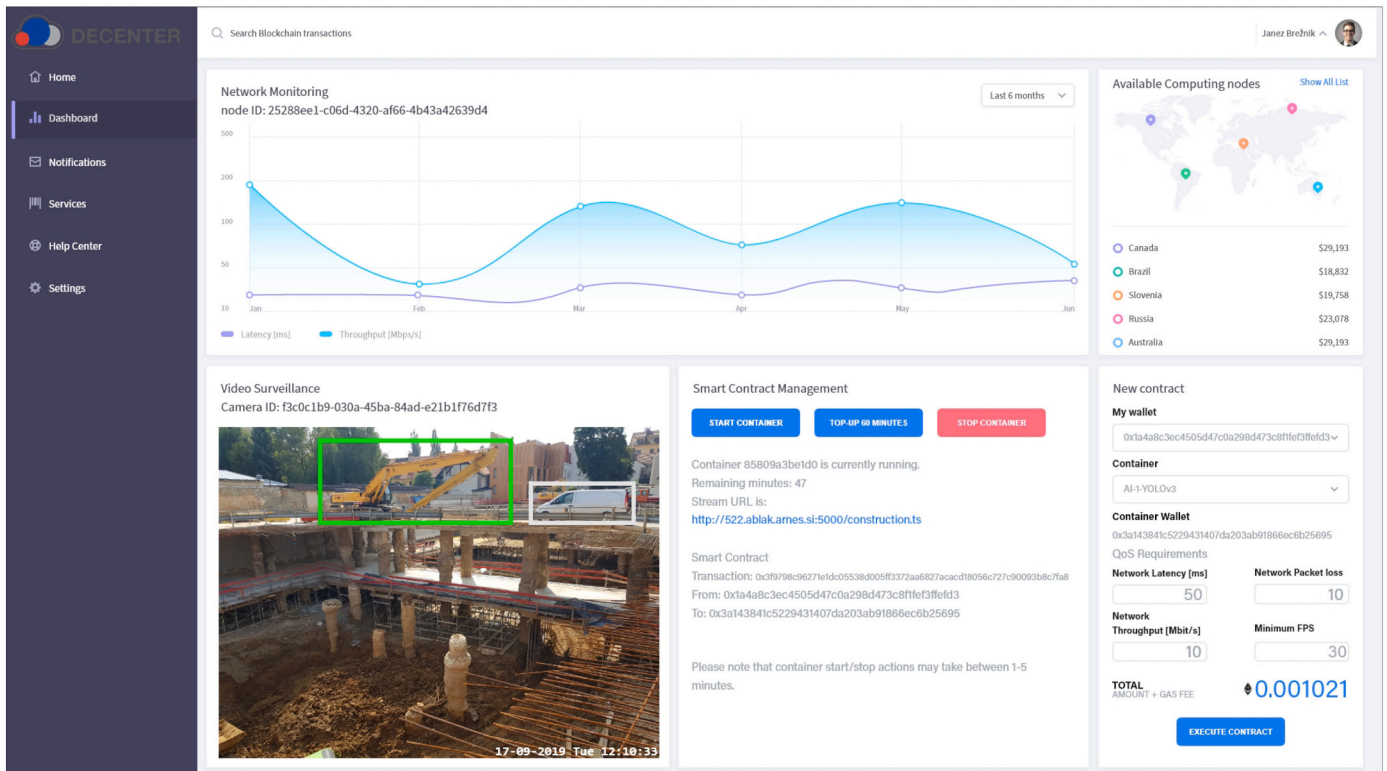 DECENTER
Search Blockchain transactions
Janez Brežnik
Home
Dashboard
Notifications
Services
Help Center
Settings
Network Monitoring
node ID: 25288ee1-c06d-4320-af66-4b43a42639d4
Last 6 months
500
200
100
50
10
Jan
Feb
Mar
Apr
May
Jun
Latency [ms]
Throughput [Mbps/s]
Available Computing nodes
Show All List
Canada $29,193
Brazil $18,832
Slovenia $19,758
Russia $23,078
Australia $29,193
Video Surveillance
Camera ID: f3c0c1b9-030a-45ba-84ad-e21b1f76d7f3
17-09-2019 Tue 12:10:33
Smart Contract Management
START CONTAINER
TOP-UP 60 MINUTES
STOP CONTAINER
Container 85809a3be1d0 is currently running.
Remaining minutes: 47
Stream URL is:
http://522.ablak.arnes.si:5000/construction.ts
Smart Contract
Transaction: 0x3f9798c96271e1dc05538d005ff3372aa6827acacd18056c727c90093b8c7fa8
From: 0x1a4a8c3ec4505d47c0a298d473c8f1fef3ffefd3
To: 0x3a143841c5229431407da203ab91866ec6b25695
Please note that container start/stop actions may take between 1-5
minutes.
New contract
My wallet
0x1a4a8c3ec4505d47c0a298d473c8f1fef3ffefd3
Container
AI-1-YOLOv3
Container Wallet
0x3a143841c5229431407da203ab91866ec6b25695
QoS Requirements
Network Latency [ms] Network Packet loss
50 10
Network
Throughput [Mbit/s] Minimum FPS
10 30
TOTAL
AMOUNT + GAS FEE
0.001021
EXECUTE CONTRACT